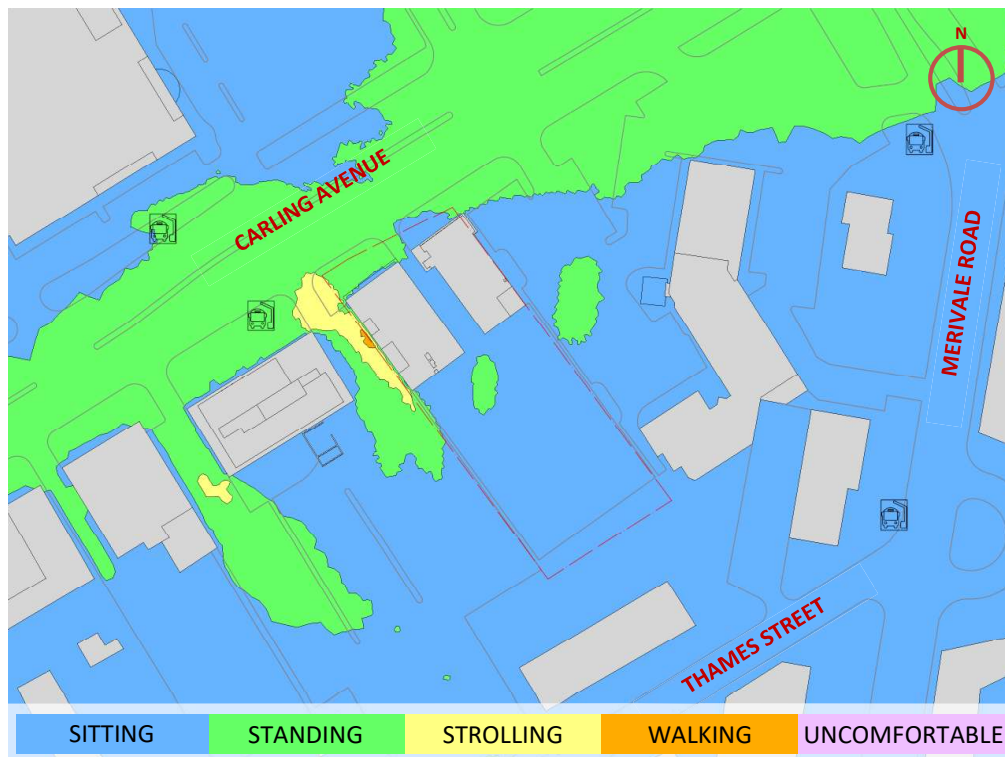 N
CARLING AVENUE
MERIVALE ROAD
THAMES STREET
SITTING STANDING STROLLING WALKING UNCOMFORTABLE